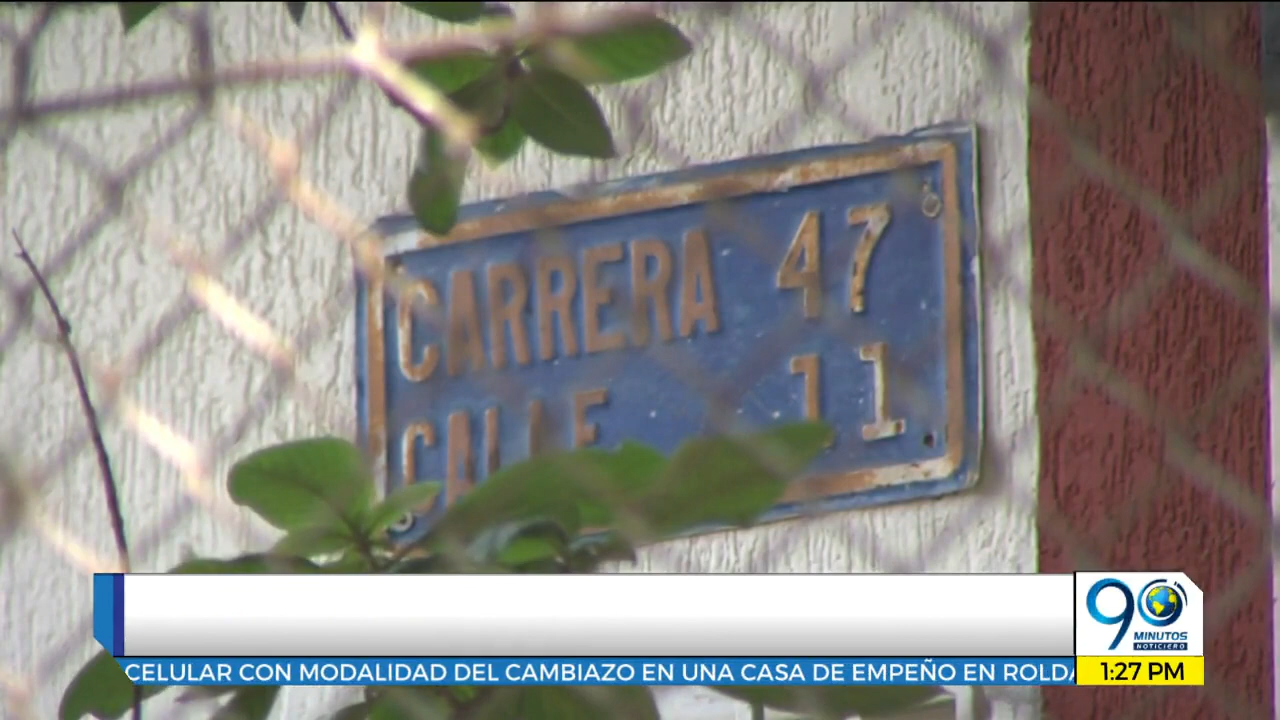 CARRERA 47
CALLE 11
90
MINUTOS
NOTICIERO
CELULAR CON MODALIDAD DEL CAMBIAZO EN UNA CASA DE EMPEÑO EN ROLDA
1:27 PM